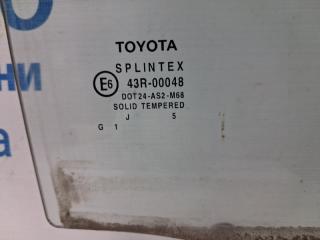 TOYOTA
SPLINTEX
E6 43R-00048
DOT24-AS2-M68
SOLID TEMPERED
J 5
G 1